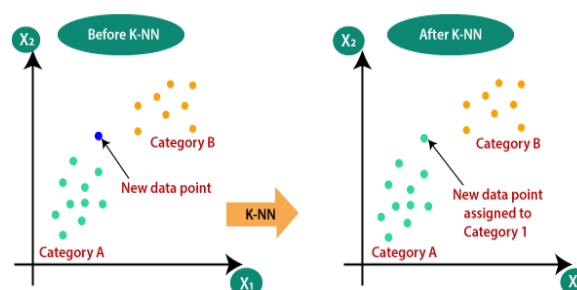 Before K-NN
X₂
Category B
New data point
Category A
X₁
K-NN
After K-NN
X₂
Category B
New data point
assigned to
Category 1
Category A
X